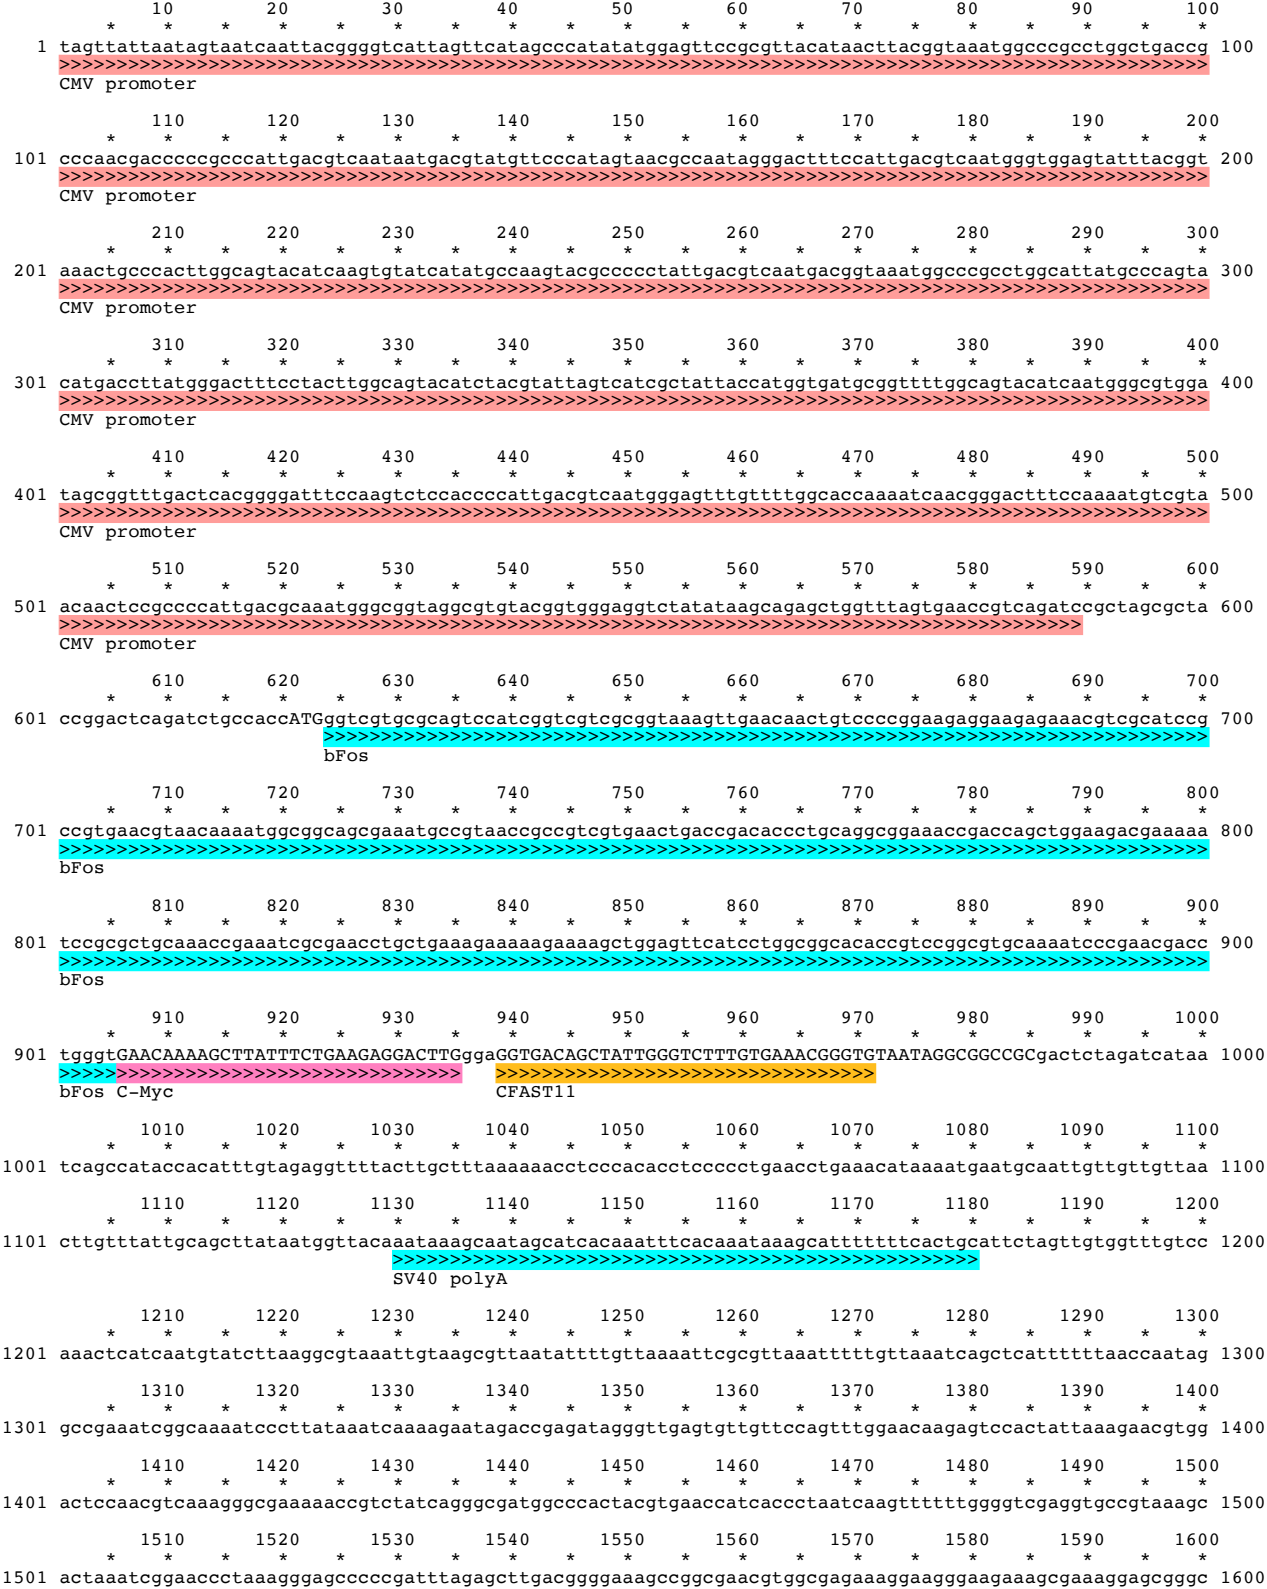 10 20 30 40 50 60 70 80 90 100
* * * * * * * * * * * * * * * * * * * *
1 tagttattaatagtaatcaattacggggtcattagttcatagcccatatatggagttccgcgttacataacttacggtaaatggcccgcctggctgaccg 100
>>>>>>>>>>>>>>>>>>>>>>>>>>>>>>>>>>>>>>>>>>>>>>>>>>>>>>>>>>>>>>>>>>>>>>>>>>>>>>>>>>>>>>>>>>>>>>>>>>>>
CMV promoter
110 120 130 140 150 160 170 180 190 200
* * * * * * * * * * * * * * * * * * * *
101 cccaacgacccccgcccattgacgtcaataatgacgtatgttcccatagtaacgccaatagggactttccattgacgtcaatgggtggagtatttacggt 200
>>>>>>>>>>>>>>>>>>>>>>>>>>>>>>>>>>>>>>>>>>>>>>>>>>>>>>>>>>>>>>>>>>>>>>>>>>>>>>>>>>>>>>>>>>>>>>>>>>>>
CMV promoter
210 220 230 240 250 260 270 280 290 300
* * * * * * * * * * * * * * * * * * * *
201 aaactgcccacttggcagtacatcaagtgtatcatatgccaagtacgccccctattgacgtcaatgacggtaaatggcccgcctggcattatgcccagta 300
>>>>>>>>>>>>>>>>>>>>>>>>>>>>>>>>>>>>>>>>>>>>>>>>>>>>>>>>>>>>>>>>>>>>>>>>>>>>>>>>>>>>>>>>>>>>>>>>>>>>
CMV promoter
310 320 330 340 350 360 370 380 390 400
* * * * * * * * * * * * * * * * * * * *
301 catgaccttatgggactttcctacttggcagtacatctacgtattagtcatcgctattaccatggtgatgcggttttggcagtacatcaatgggcgtgga 400
>>>>>>>>>>>>>>>>>>>>>>>>>>>>>>>>>>>>>>>>>>>>>>>>>>>>>>>>>>>>>>>>>>>>>>>>>>>>>>>>>>>>>>>>>>>>>>>>>>>>
CMV promoter
410 420 430 440 450 460 470 480 490 500
* * * * * * * * * * * * * * * * * * * *
401 tagcggtttgactcacggggatttccaagtctccaccccattgacgtcaatgggagtttgttttggcaccaaaatcaacgggactttccaaaatgtcgta 500
>>>>>>>>>>>>>>>>>>>>>>>>>>>>>>>>>>>>>>>>>>>>>>>>>>>>>>>>>>>>>>>>>>>>>>>>>>>>>>>>>>>>>>>>>>>>>>>>>>>>
CMV promoter
510 520 530 540 550 560 570 580 590 600
* * * * * * * * * * * * * * * * * * * *
501 acaactccgccccattgacgcaaatgggcggtaggcgtgtacggtgggaggtctatataagcagagctggtttagtgaaccgtcagatccgctagcgcta 600
>>>>>>>>>>>>>>>>>>>>>>>>>>>>>>>>>>>>>>>>>>>>>>>>>>>>>>>>>>>>>>>>>>>>>>>>>>>>>>>>>>>>>>>>>
CMV promoter
610 620 630 640 650 660 670 680 690 700
* * * * * * * * * * * * * * * * * * * *
601 ccggactcagatctgccaccATGggtcgtgcgcagtccatcggtcgtcgcggtaaagttgaacaactgtccccggaagaggaagagaaacgtcgcatccg 700
>>>>>>>>>>>>>>>>>>>>>>>>>>>>>>>>>>>>>>>>>>>>>>>>>>>>>>>>>>>>>>>>>>>>>>>>>>>>>
bFos
710 720 730 740 750 760 770 780 790 800
* * * * * * * * * * * * * * * * * * * *
701 ccgtgaacgtaacaaaatggcggcagcgaaatgccgtaaccgccgtcgtgaactgaccgacaccctgcaggcggaaaccgaccagctggaagacgaaaaa 800
>>>>>>>>>>>>>>>>>>>>>>>>>>>>>>>>>>>>>>>>>>>>>>>>>>>>>>>>>>>>>>>>>>>>>>>>>>>>>>>>>>>>>>>>>>>>>>>>>>>>
bFos
810 820 830 840 850 860 870 880 890 900
* * * * * * * * * * * * * * * * * * * *
801 tccgcgctgcaaaccgaaatcgcgaacctgctgaaagaaaaagaaaagctggagttcatcctggcggcacaccgtccggcgtgcaaaatcccgaacgacc 900
>>>>>>>>>>>>>>>>>>>>>>>>>>>>>>>>>>>>>>>>>>>>>>>>>>>>>>>>>>>>>>>>>>>>>>>>>>>>>>>>>>>>>>>>>>>>>>>>>>>>
bFos
910 920 930 940 950 960 970 980 990 1000
* * * * * * * * * * * * * * * * * * * *
901 tgggtGAACAAAAGCTTATTTCTGAAGAGGACTTGggaGGTGACAGCTATTGGGTCTTTGTGAAACGGGTGTAATAGGCGGCCGCgactctagatcataa 1000
>>>>>>>>>>>>>>>>>>>>>>>>>>>>>>>>>>> >>>>>>>>>>>>>>>>>>>>>>>>>>>>>>>>>
bFos C-Myc CFAST11
1010 1020 1030 1040 1050 1060 1070 1080 1090 1100
* * * * * * * * * * * * * * * * * * * *
1001 tcagccataccacatttgtagaggttttacttgctttaaaaaacctcccacacctccccctgaacctgaaacataaaatgaatgcaattgttgttgttaa 1100
1110 1120 1130 1140 1150 1160 1170 1180 1190 1200
* * * * * * * * * * * * * * * * * * * *
1101 cttgtttattgcagcttataatggttacaaataaagcaatagcatcacaaatttcacaaataaagcatttttttcactgcattctagttgtggtttgtcc 1200
>>>>>>>>>>>>>>>>>>>>>>>>>>>>>>>>>>>>>>>>>>>>>>>>>>>
SV40 polyA
1210 1220 1230 1240 1250 1260 1270 1280 1290 1300
* * * * * * * * * * * * * * * * * * * *
1201 aaactcatcaatgtatcttaaggcgtaaattgtaagcgttaatattttgttaaaattcgcgttaaatttttgttaaatcagctcattttttaaccaatag 1300
1310 1320 1330 1340 1350 1360 1370 1380 1390 1400
* * * * * * * * * * * * * * * * * * * *
1301 gccgaaatcggcaaaatcccttataaatcaaaagaatagaccgagatagggttgagtgttgttccagtttggaacaagagtccactattaaagaacgtgg 1400
1410 1420 1430 1440 1450 1460 1470 1480 1490 1500
* * * * * * * * * * * * * * * * * * * *
1401 actccaacgtcaaagggcgaaaaaccgtctatcagggcgatggcccactacgtgaaccatcaccctaatcaagttttttggggtcgaggtgccgtaaagc 1500
1510 1520 1530 1540 1550 1560 1570 1580 1590 1600
* * * * * * * * * * * * * * * * * * * *
1501 actaaatcggaaccctaaagggagcccccgatttagagcttgacggggaaagccggcgaacgtggcgagaaaggaagggaagaaagcgaaaggagcgggc 1600